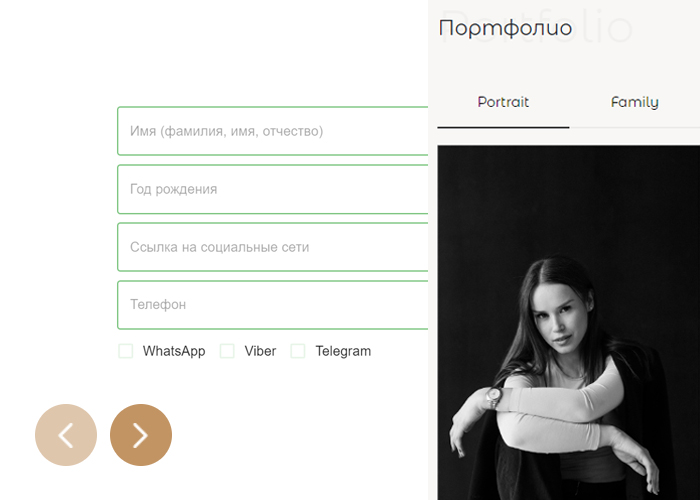 Portfolio
Портфолио
Portrait
Family
Имя (фамилия, имя, отчество)
Год рождения
Ссылка на социальные сети
Телефон
WhatsApp
Viber
Telegram